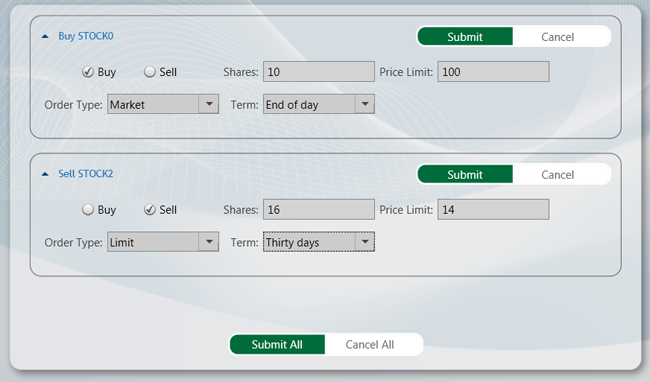 Buy STOCK0 Submit Cancel
Buy Sell Shares: 10 Price Limit: 100
Order Type: Market Term: End of day
Sell STOCK2 Submit Cancel
Buy Sell Shares: 16 Price Limit: 14
Order Type: Limit Term: Thirty days
Submit All Cancel All